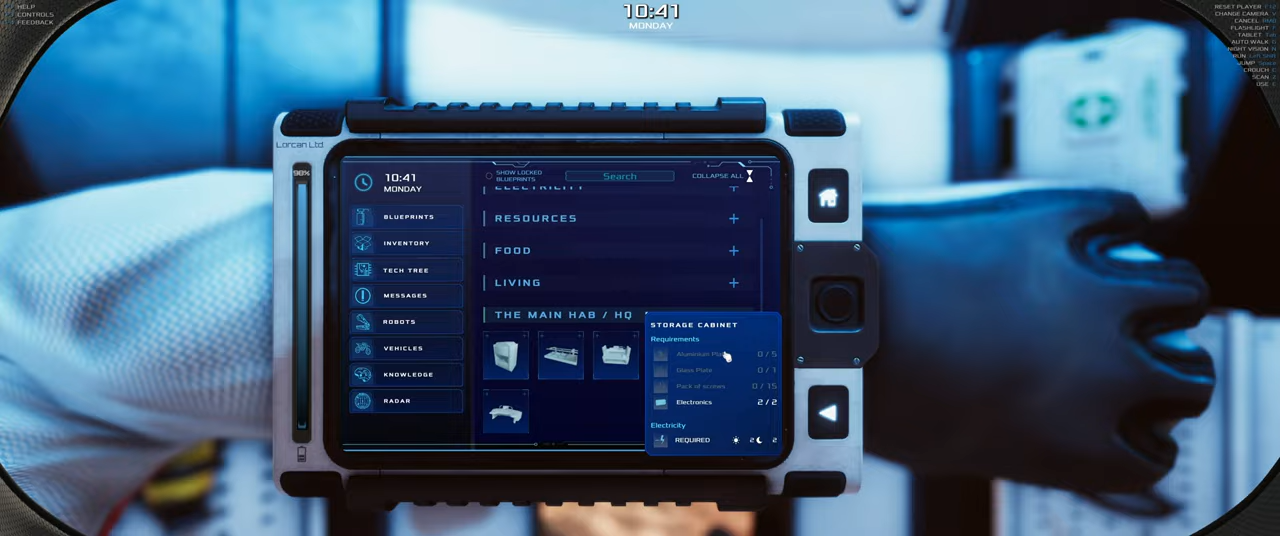 HELP
CONTROLS
FEEDBACK
10:41
MONDAY
RESET PLAYER
CHANGE CAMERA
CANCEL
FLASHLIGHT
TABLET
AUTO WALK
NIGHT VISION
RUN
JUMP
CROUCH
SCAN
USE
Lorcan Ltd
98%
10:41
MONDAY
BLUEPRINTS
INVENTORY
TECH TREE
MESSAGES
ROBOTS
VEHICLES
KNOWLEDGE
RADAR
SHOW LOCKED
BLUEPRINTS
Search
COLLAPSE ALL
ELECTRICITY +
RESOURCES +
FOOD +
LIVING +
THE MAIN HAB / HQ
STORAGE CABINET
Requirements
Aluminium 0 / 5
Glass Plate 0 / 1
Pack of screws 0 / 15
Electronics 2 / 2
Electricity
REQUIRED 2 2